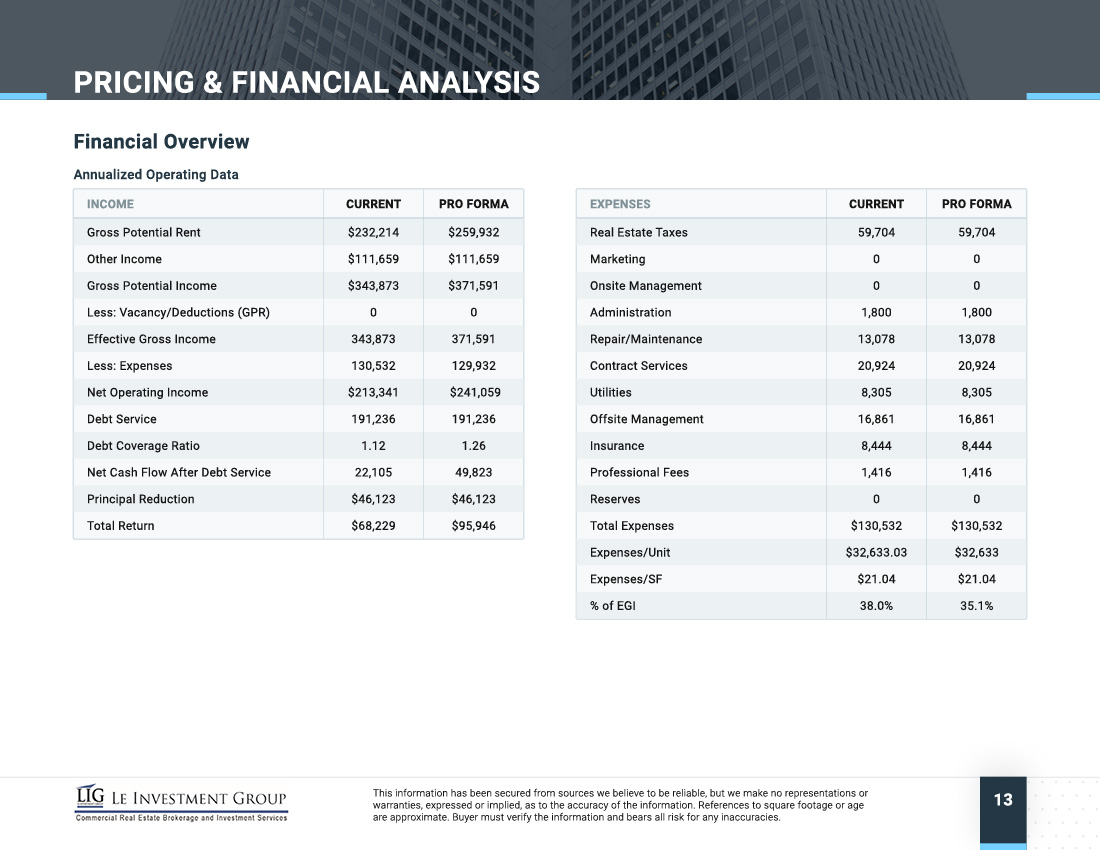 PRICING & FINANCIAL ANALYSIS
Financial Overview
Annualized Operating Data
INCOME CURRENT PRO FORMA
Gross Potential Rent $232,214 $259,932
Other Income $111,659 $111,659
Gross Potential Income $343,873 $371,591
Less: Vacancy/Deductions (GPR) 0 0
Effective Gross Income 343,873 371,591
Less: Expenses 130,532 129,932
Net Operating Income $213,341 $241,059
Debt Service 191,236 191,236
Debt Coverage Ratio 1.12 1.26
Net Cash Flow After Debt Service 22,105 49,823
Principal Reduction $46,123 $46,123
Total Return $68,229 $95,946
EXPENSES CURRENT PRO FORMA
Real Estate Taxes 59,704 59,704
Marketing 0 0
Onsite Management 0 0
Administration 1,800 1,800
Repair/Maintenance 13,078 13,078
Contract Services 20,924 20,924
Utilities 8,305 8,305
Offsite Management 16,861 16,861
Insurance 8,444 8,444
Professional Fees 1,416 1,416
Reserves 0 0
Total Expenses $130,532 $130,532
Expenses/Unit $32,633.03 $32,633
Expenses/SF $21.04 $21.04
% of EGI 38.0% 35.1%
LIG LE INVESTMENT GROUP
Commercial Real Estate Brokerage and Investment Services
This information has been secured from sources we believe to be reliable, but we make no representations or
warranties, expressed or implied, as to the accuracy of the information. References to square footage or age
are approximate. Buyer must verify the information and bears all risk for any inaccuracies.
13